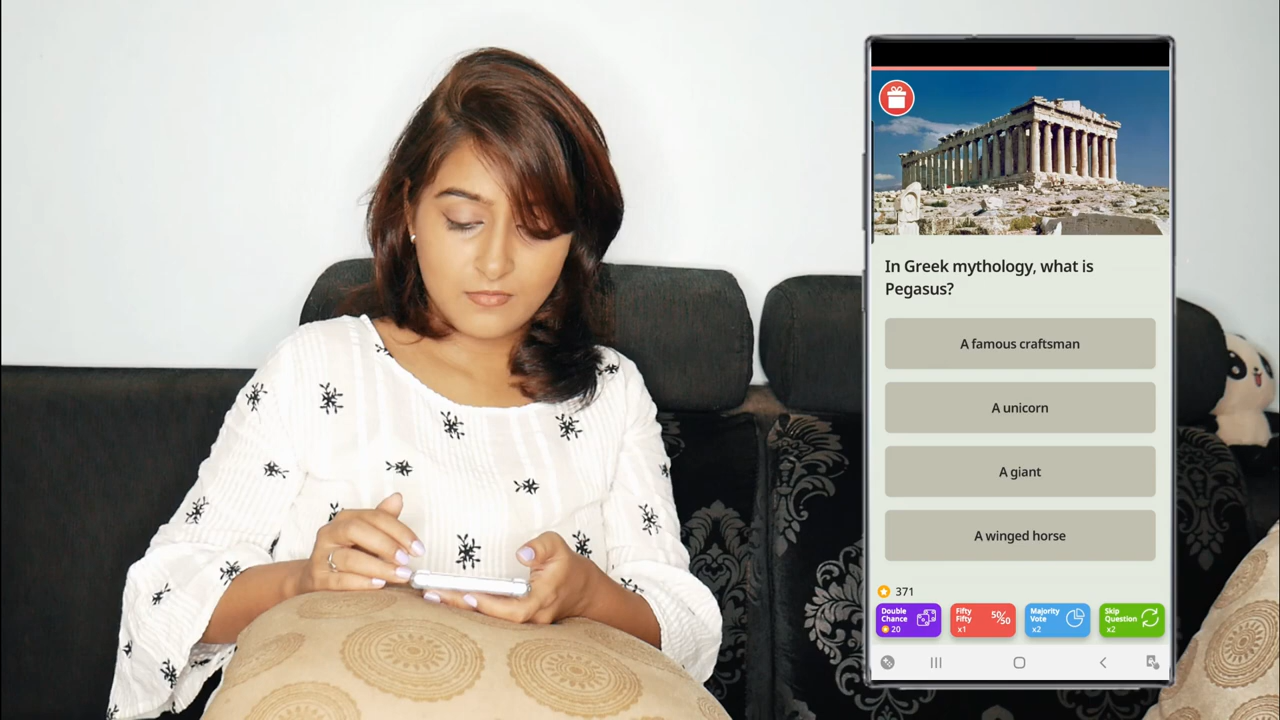 In Greek mythology, what is
Pegasus?
A famous craftsman
A unicorn
A giant
A winged horse
371
Double
Chance
20
Fifty
Fifty
x1
50%50
Majority
Vote
x2
Skip
Question
x2